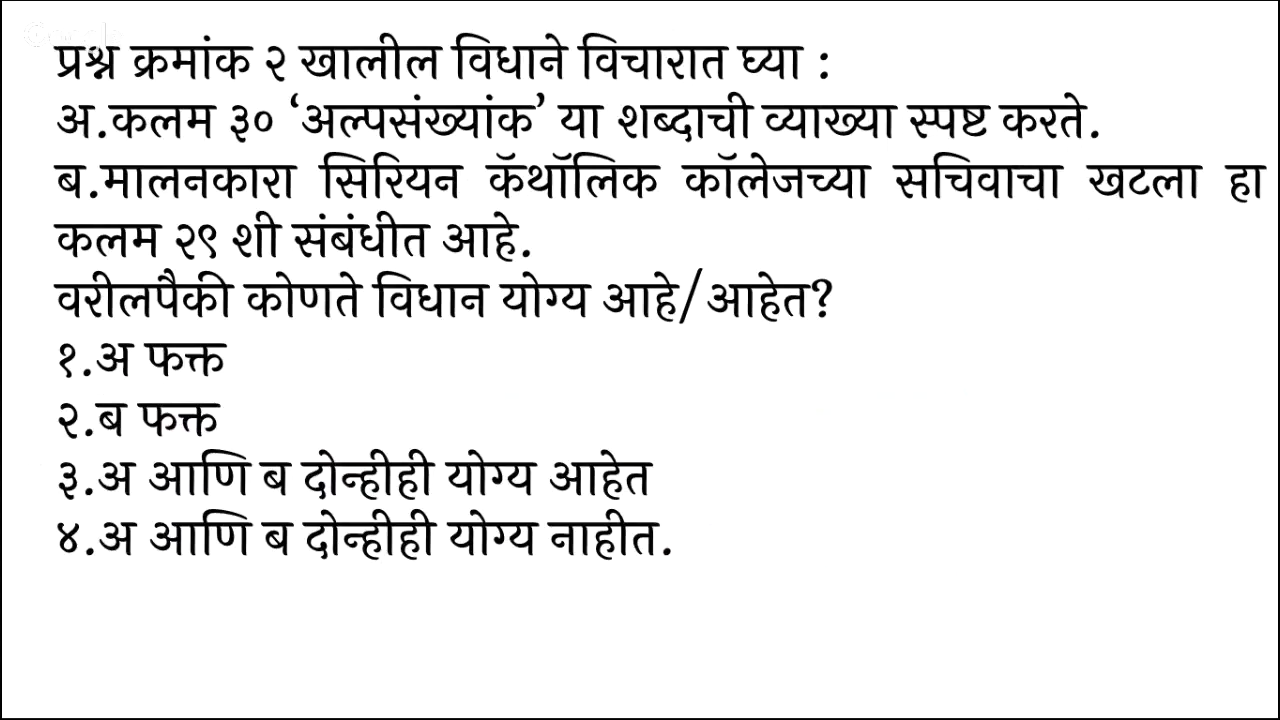 प्रश्न क्रमांक २ खालील विधाने विचारात घ्या :
अ.कलम ३० ‘अल्पसंख्यांक’ या शब्दाची व्याख्या स्पष्ट करते.
ब.मालनकारा सिरियन कॅथॉलिक कॉलेजच्या सचिवाचा खटला हा
कलम २९ शी संबंधीत आहे.
वरीलपैकी कोणते विधान योग्य आहे/आहेत?
१.अ फक्त
२.ब फक्त
३.अ आणि ब दोन्हीही योग्य आहेत
४.अ आणि ब दोन्हीही योग्य नाहीत.